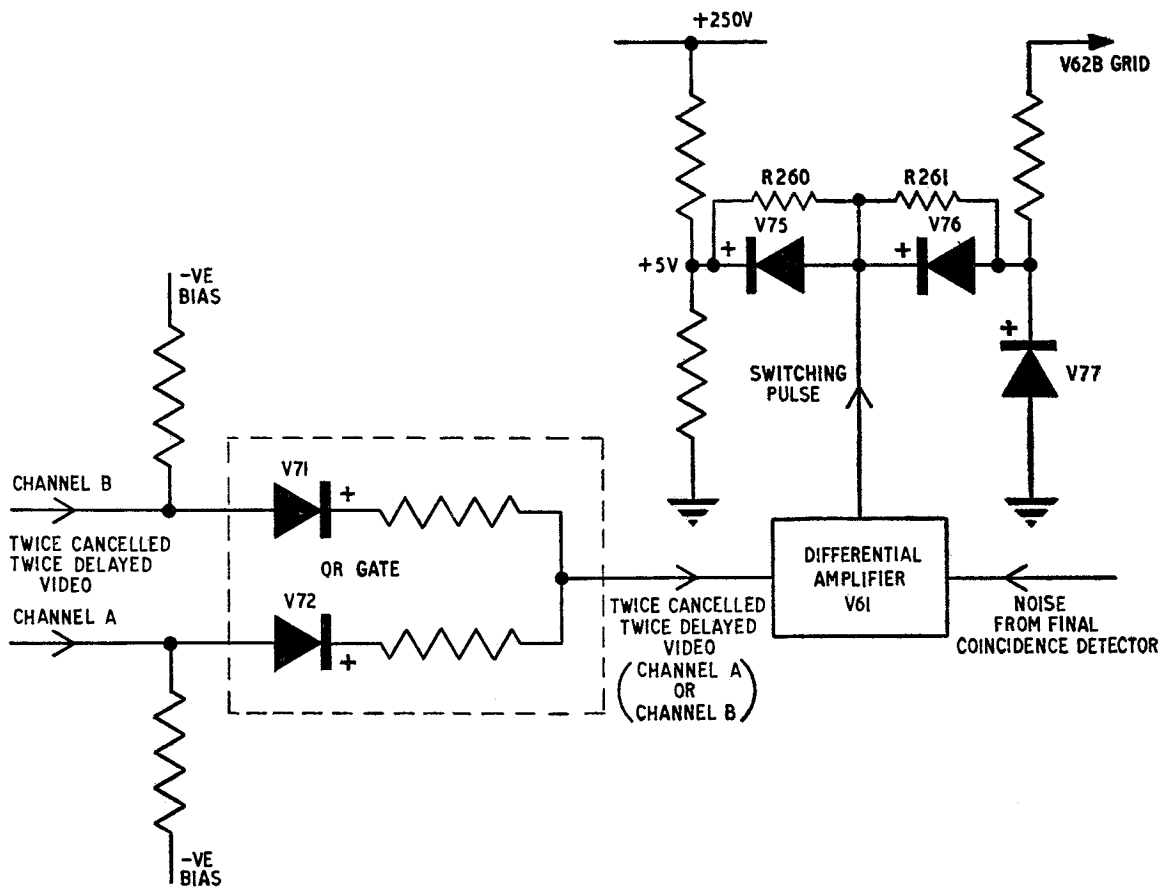 +250V
V62B GRID
R260
R261
V75
V76
+
+
+5V
-VE
BIAS
+
V77
SWITCHING
PULSE
CHANNEL B
V71
+
TWICE CANCELLED
TWICE DELAYED
VIDEO
OR GATE
DIFFERENTIAL
AMPLIFIER
V61
CHANNEL A
V72
+
TWICE CANCELLED
TWICE DELAYED
VIDEO
(CHANNEL A
OR
CHANNEL B)
NOISE
FROM FINAL
COINCIDENCE DETECTOR
-VE
BIAS